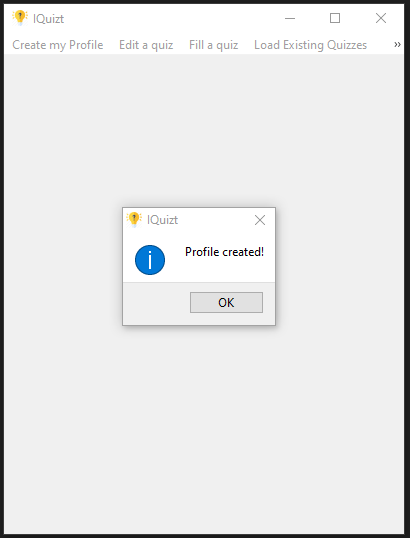 IQuizt
Create my Profile Edit a quiz Fill a quiz Load Existing Quizzes »
IQuizt
Profile created!
OK